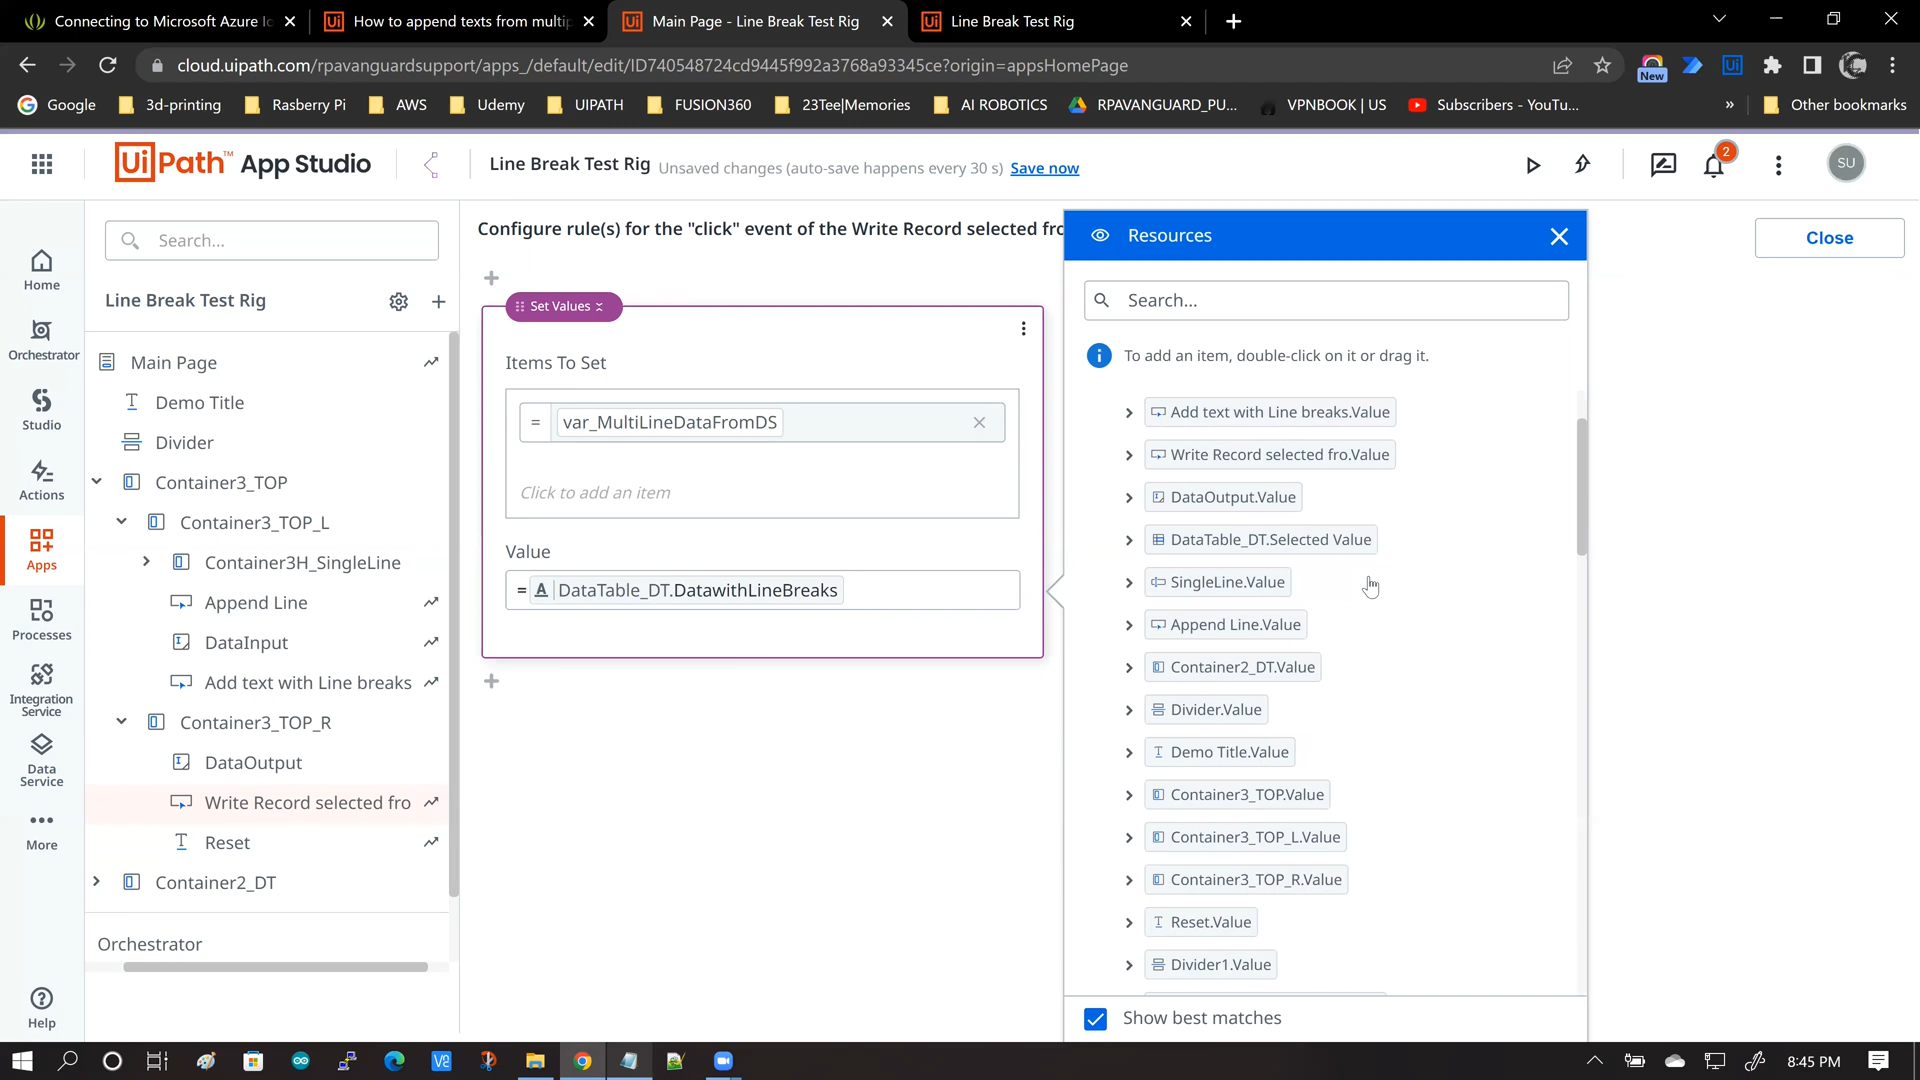 Connecting to Microsoft Azure Io
How to append texts from multip
Main Page - Line Break Test Rig
Line Break Test Rig
cloud.uipath.com/rpavanguardsupport/apps_/default/edit/ID740548724cd9445f992a3768a93345ce?origin=appsHomePage
New
Google
3d-printing
Rasberry Pi
AWS
Udemy
UIPATH
FUSION360
23Tee|Memories
AI ROBOTICS
RPAVANGUARD_PU...
VPNBOOK | US
Subscribers - YouTu...
»
Other bookmarks
UiPath™ App Studio
Line Break Test Rig
Unsaved changes (auto-save happens every 30 s)
Save now
2
SU
Home
Orchestrator
Studio
Actions
Apps
Processes
Integration
Service
Data
Service
More
Help
Search...
Line Break Test Rig
Main Page
Demo Title
Divider
Container3_TOP
Container3_TOP_L
Container3H_SingleLine
Append Line
DataInput
Add text with Line breaks
Container3_TOP_R
DataOutput
Write Record selected fro
Reset
Container2_DT
Orchestrator
Configure rule(s) for the "click" event of the Write Record selected fro
Close
Set Values
Items To Set
= var_MultiLineDataFromDS
Click to add an item
Value
= A DataTable_DT.DatawithLineBreaks
Resources
Search...
To add an item, double-click on it or drag it.
Add text with Line breaks.Value
Write Record selected fro.Value
DataOutput.Value
DataTable_DT.Selected Value
SingleLine.Value
Append Line.Value
Container2_DT.Value
Divider.Value
Demo Title.Value
Container3_TOP.Value
Container3_TOP_L.Value
Container3_TOP_R.Value
Reset.Value
Divider1.Value
Show best matches
8:45 PM